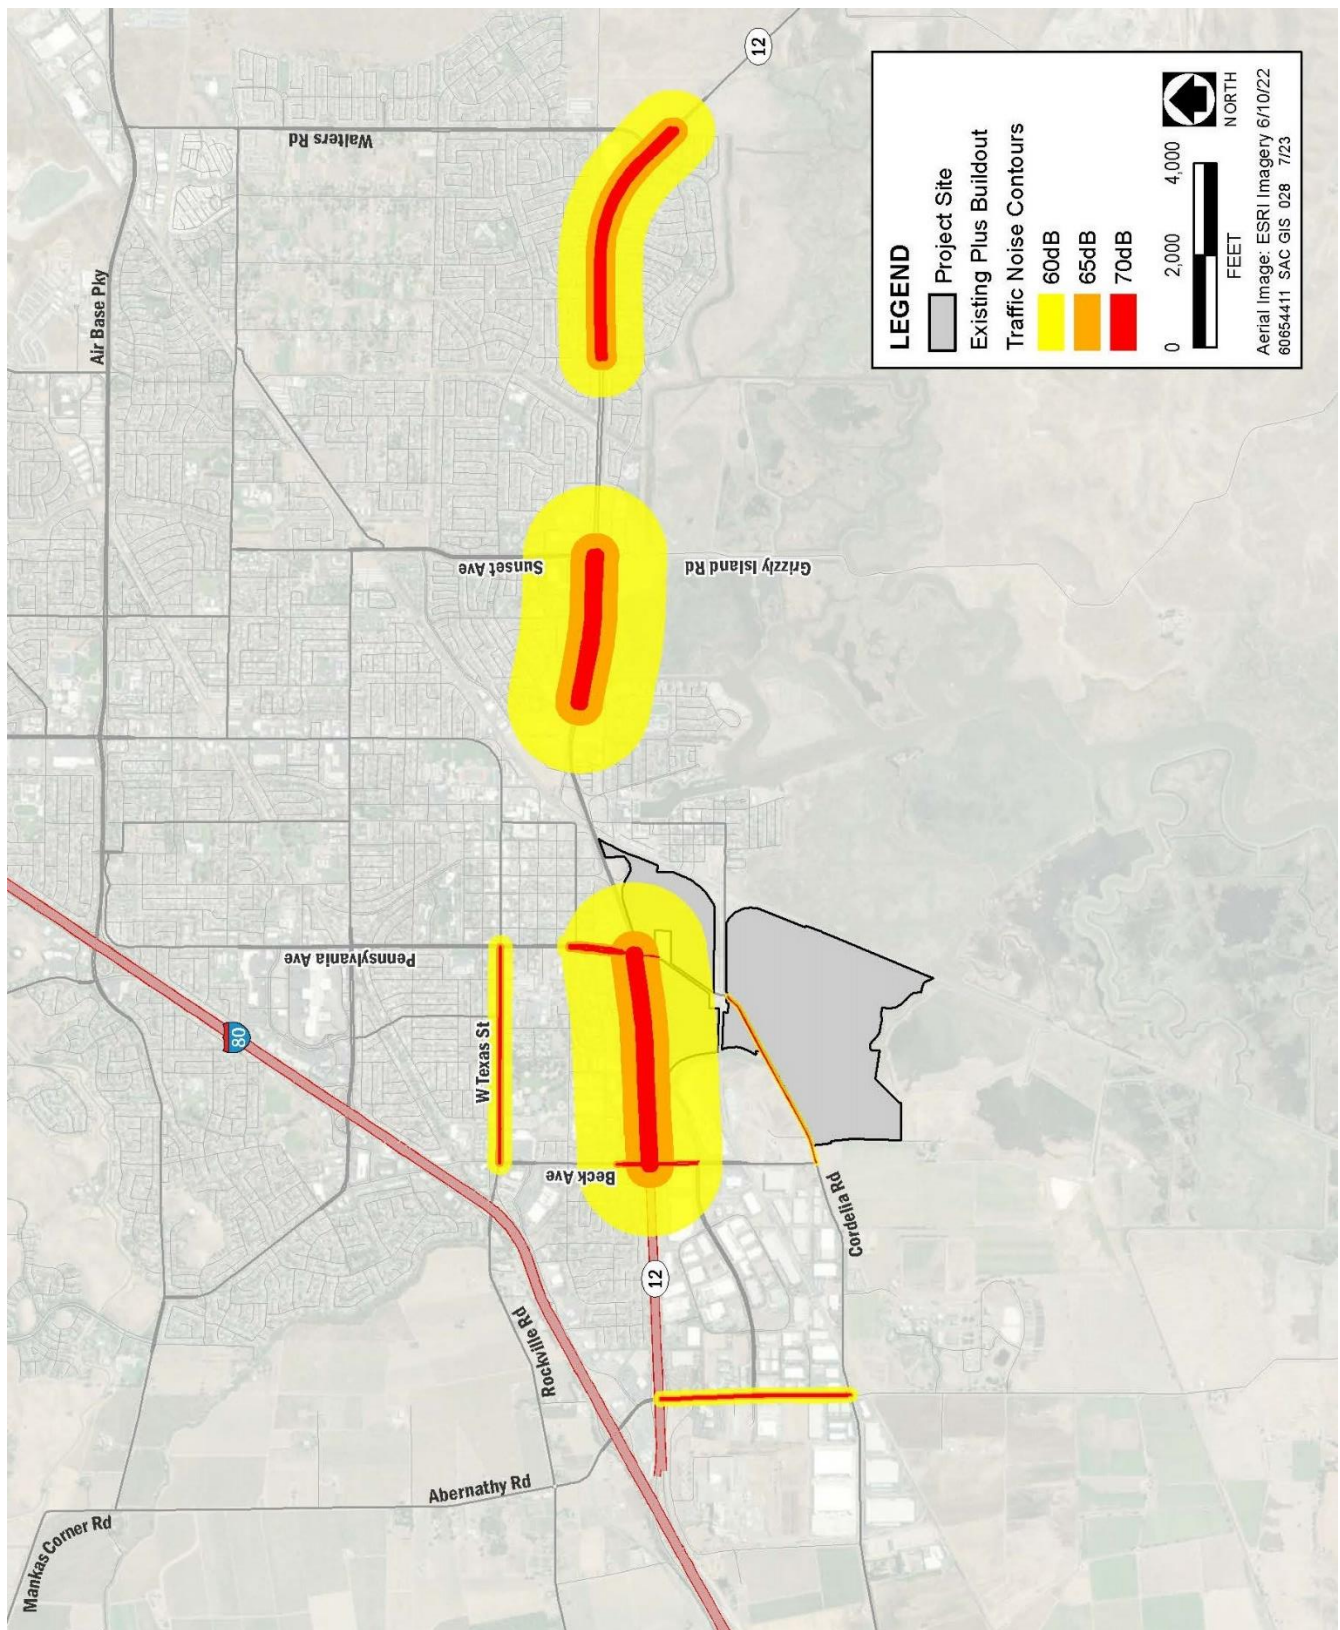 12
Walters Rd
Air Base Pky
Sunset Ave
Grizzly Island Rd
Pennsylvania Ave
80
W Texas St
Beck Ave
Cordelia Rd
12
Rockville Rd
Abernathy Rd
Mankas Corner Rd
LEGEND
Project Site
Existing Plus Buildout
Traffic Noise Contours
60dB
65dB
70dB
0 2,000 4,000
FEET
NORTH
Aerial Image: ESRI Imagery 6/10/22
60654411 SAC GIS 028 7/23